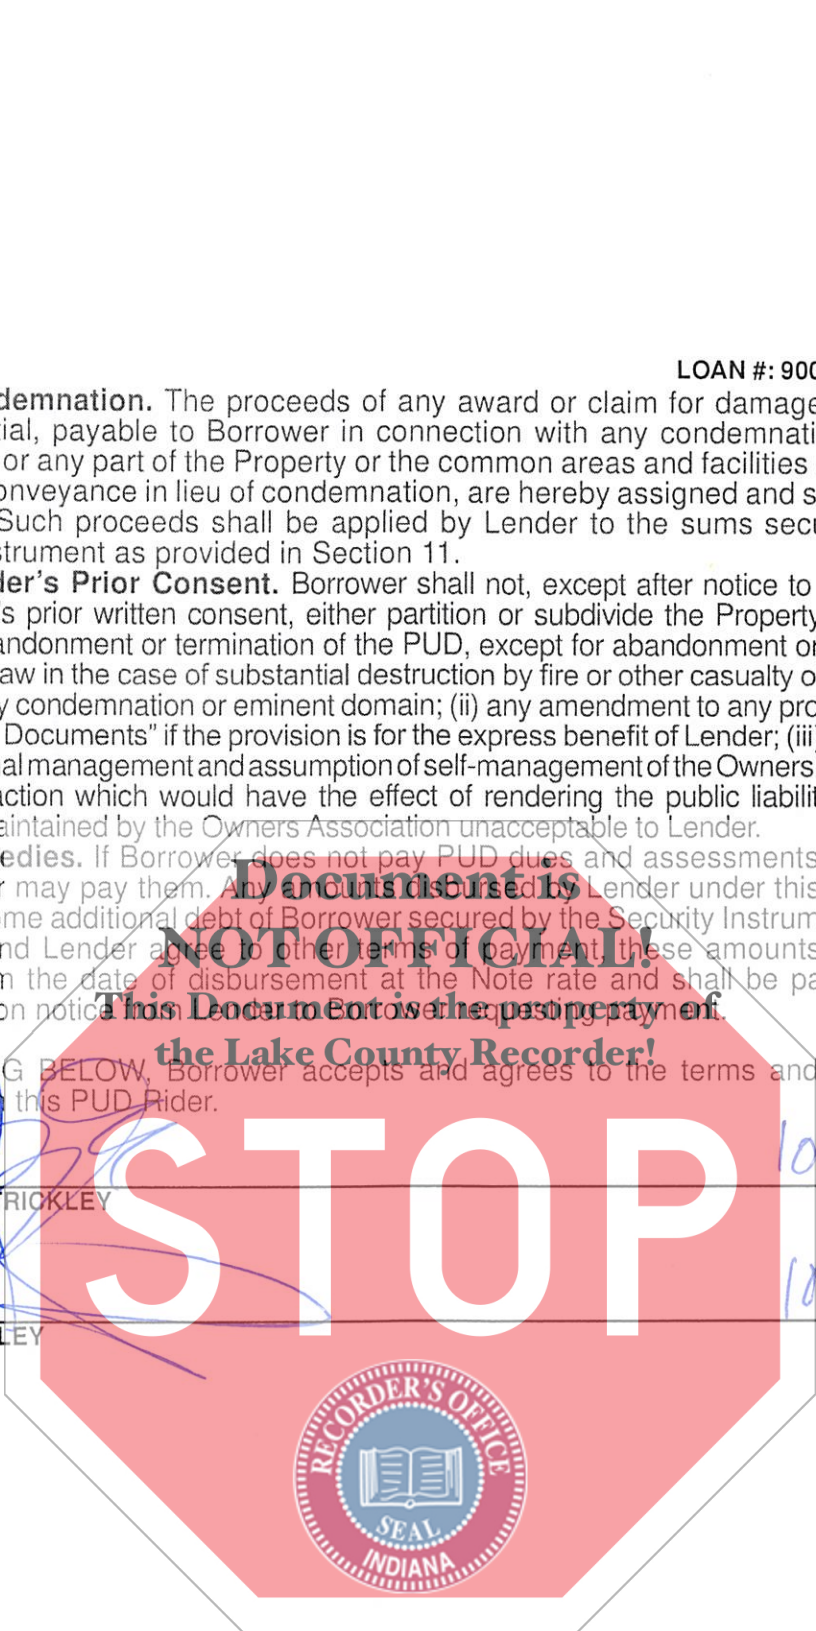 LOAN #: 900
demnation. The proceeds of any award or claim for damage
ial, payable to Borrower in connection with any condemnati
or any part of the Property or the common areas and facilities
onveyance in lieu of condemnation, are hereby assigned and s
Such proceeds shall be applied by Lender to the sums secu
strument as provided in Section 11.
der's Prior Consent. Borrower shall not, except after notice to
s prior written consent, either partition or subdivide the Property
andonment or termination of the PUD, except for abandonment or
aw in the case of substantial destruction by fire or other casualty o
y condemnation or eminent domain; (ii) any amendment to any pro
Documents" if the provision is for the express benefit of Lender; (iii)
al management and assumption of self-management of the Owners
action which would have the effect of rendering the public liabilit
aintained by the Owners Association unacceptable to Lender.
edies. If Borrower does not pay PUD dues and assessments
r may pay them. Any amounts disbursed by Lender under this
me additional debt of Borrower secured by the Security Instrum
nd Lender agree to other terms of payment, these amounts
m the date of disbursement at the Note rate and shall be pa
on notice from Lender to Borrower requesting payment.
Document is
NOT OFFICIAL!
This Document is the property of
the Lake County Recorder!
G BELOW, Borrower accepts and agrees to the terms and
this PUD Rider.
10
RICKLEY
STOP
10
LEY
RECORDER'S OFFICE
SEAL
INDIANA